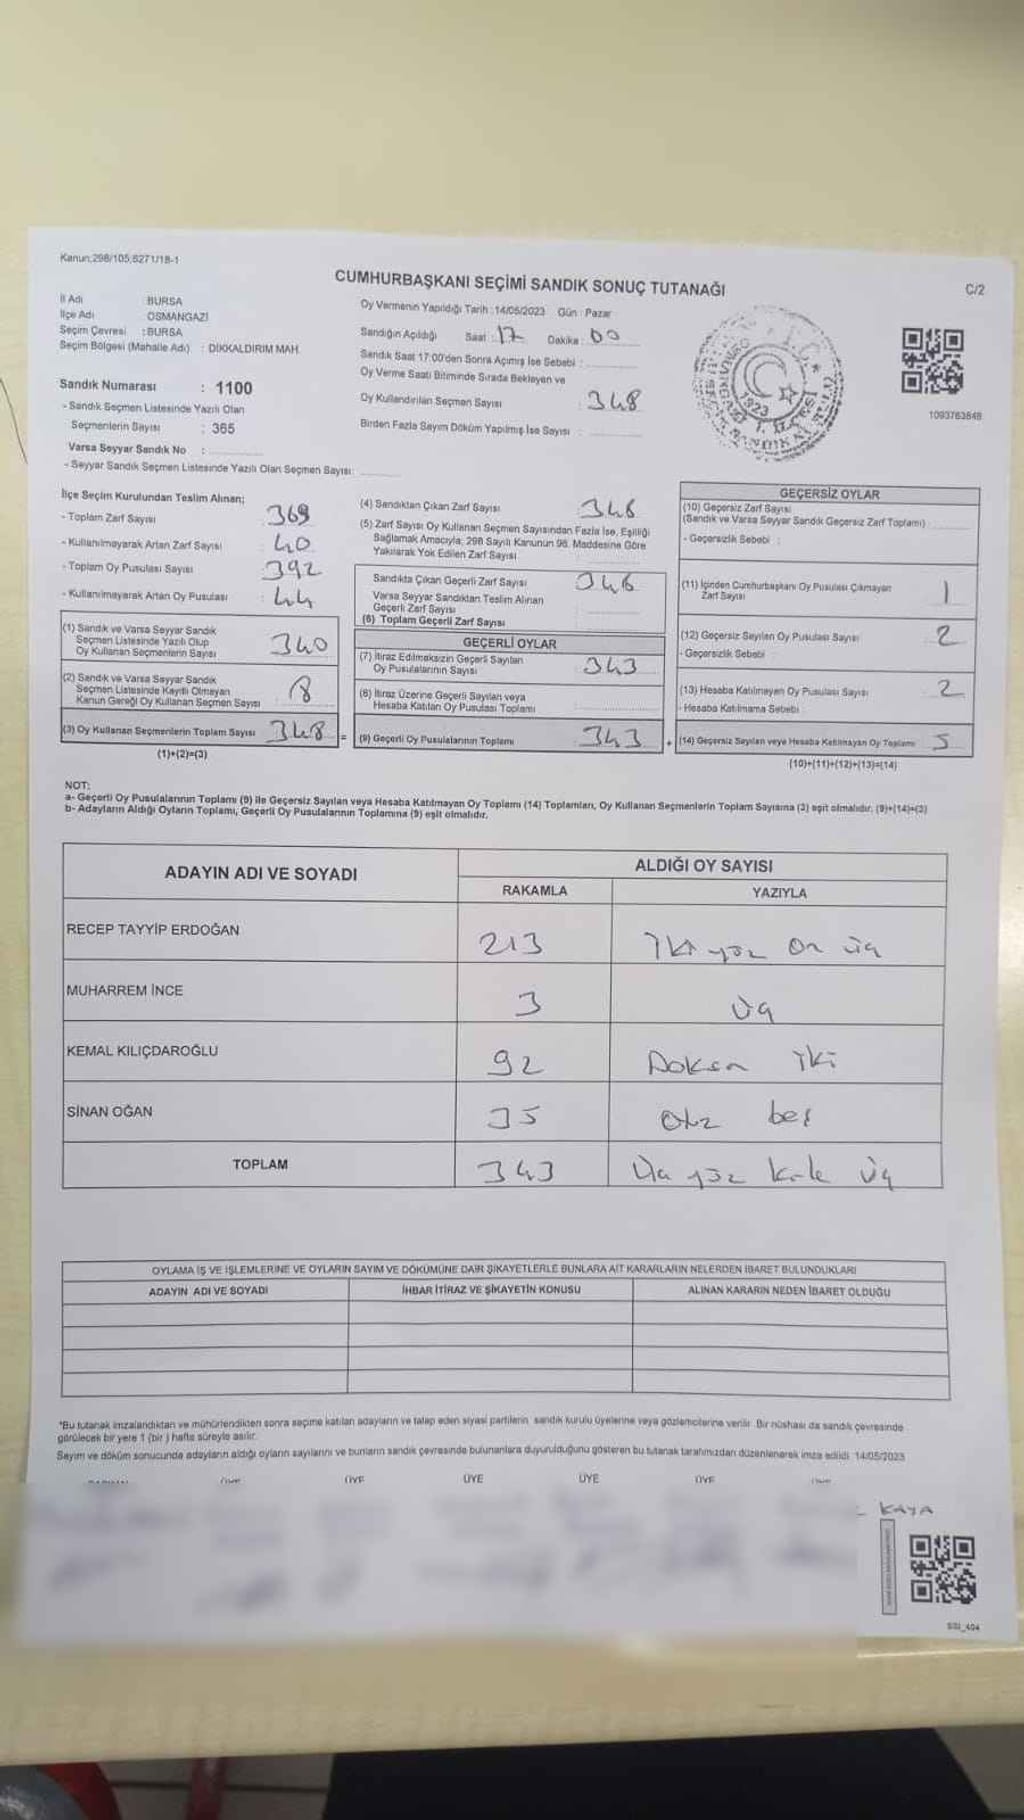 Kanun;298/105,6271/18-1
CUMHURBAŞKANI SEÇİMİ SANDIK SONUÇ TUTANAĞI
C/2
İl Adı BURSA
İlçe Adı OSMANGAZİ
Seçim Çevresi : BURSA
Seçim Bölgesi (Mahalle Adı) : DİKKALDIRIM MAH.
Sandık Numarası : 1100
- Sandık Seçmen Listesinde Yazılı Olan
Seçmenlerin Sayısı : 365
Varsa Seyyar Sandık No :
- Seyyar Sandık Seçmen Listesinde Yazılı Olan Seçmen Sayısı:
Oy Vermenin Yapıldığı Tarih : 14/05/2023 Gün : Pazar
Sandığın Açıldığı Saat : 17 Dakika : 00
Sandık Saat 17:00'den Sonra Açımış İse Sebebi :
Oy Verme Saati Bitiminde Sırada Bekleyen ve
Oy Kullandırılan Seçmen Sayısı : 348
Birden Fazla Sayım Döküm Yapılmış İse Sayısı :
1923
1093763848
İlçe Seçim Kurulundan Teslim Alınan;
- Toplam Zarf Sayısı : 369
- Kullanılmayarak Artan Zarf Sayısı : 40
- Toplam Oy Pusulası Sayısı : 392
- Kullanılmayarak Artan Oy Pusulası : 44
(1) Sandık ve Varsa Seyyar Sandık
Seçmen Listesinde Yazılı Olup
Oy Kullanan Seçmenlerin Sayısı 340
(2) Sandık ve Varsa Seyyar Sandık
Seçmen Listesinde Kayıtlı Olmayan
Kanun Gereği Oy Kullanan Seçmen Sayısı 8
(3) Oy Kullanan Seçmenlerin Toplam Sayısı 348 =
(1)+(2)=(3)
(4) Sandıktan Çıkan Zarf Sayısı 346
(5) Zarf Sayısı Oy Kullanan Seçmen Sayısından Fazla İse, Eşitliği
Sağlamak Amacıyla, 298 Sayılı Kanunun 98. Maddesine Göre
Yakılarak Yok Edilen Zarf Sayısı
Sandıkta Çıkan Geçerli Zarf Sayısı 346
Varsa Seyyar Sandıktan Teslim Alınan
Geçerli Zarf Sayısı
(6) Toplam Geçerli Zarf Sayısı
GEÇERLİ OYLAR
(7) İtiraz Edilmeksizin Geçerli Sayılan
Oy Pusulalarının Sayısı 343
(8) İtiraz Üzerine Geçerli Sayılan veya
Hesaba Katılan Oy Pusulası Toplamı
(9) Geçerli Oy Pusulalarının Toplamı 343 +
GEÇERSİZ OYLAR
(10) Geçersiz Zarf Sayısı
(Sandık ve Varsa Seyyar Sandık Geçersiz Zarf Toplamı)
- Geçersizlik Sebebi :
(11) İçinden Cumhurbaşkanı Oy Pusulası Çıkmayan
Zarf Sayısı 1
(12) Geçersiz Sayılan Oy Pusulası Sayısı 2
- Geçersizlik Sebebi
(13) Hesaba Katılmayan Oy Pusulası Sayısı 2
- Hesaba Katılmama Sebebi
(14) Geçersiz Sayılan veya Hesaba Katılmayan Oy Toplamı 5
(10)+(11)+(12)+(13)=(14)
NOT:
a- Geçerli Oy Pusulalarının Toplamı (9) ile Geçersiz Sayılan veya Hesaba Katılmayan Oy Toplamı (14) Toplamları, Oy Kullanan Seçmenlerin Toplam Sayısına (3) eşit olmalıdır. (9)+(14)=(3)
b- Adayların Aldığı Oyların Toplamı, Geçerli Oy Pusulalarının Toplamına (9) eşit olmalıdır.
ADAYIN ADI VE SOYADI
ALDIĞI OY SAYISI
RAKAMLA YAZIYLA
RECEP TAYYİP ERDOĞAN 213 İki yüz on üç
MUHARREM İNCE 3 üç
KEMAL KILIÇDAROĞLU 92 Doksan iki
SİNAN OĞAN 35 otuz beş
TOPLAM 343 Üç yüz kırk üç
OYLAMA İŞ VE İŞLEMLERİNE VE OYLARIN SAYIM VE DÖKÜMÜNE DAİR ŞİKAYETLERLE BUNLARA AİT KARARLARIN NELERDEN İBARET BULUNDUKLARI
ADAYIN ADI VE SOYADI İHBAR İTİRAZ VE ŞİKAYETİN KONUSU ALINAN KARARIN NEDEN İBARET OLDUĞU
*Bu tutanak imzalandıktan ve mühürlendikten sonra seçime katılan adayların ve talep eden siyasi partilerin sandık kurulu üyelerine veya gözlemcilerine verilir. Bir nüshası da sandık çevresinde
görülecek bir yere 1 (bir ) hafta süreyle asılır.
Sayım ve döküm sonucunda adayların aldığı oyların sayılarını ve bunların sandık çevresinde bulunanlara duyurulduğunu gösteren bu tutanak tarafımızdan düzenlenerek imza edildi. 14/05/2023
ÜYE ÜYE ÜYE ÜYE
KAYA